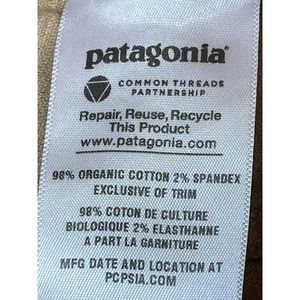 patagonia®
COMMON THREADS
PARTNERSHIP
Repair, Reuse, Recycle
This Product
www.patagonia.com
98% ORGANIC COTTON 2% SPANDEX
EXCLUSIVE OF TRIM
98% COTON DE CULTURE
BIOLOGIQUE 2% ELASTHANNE
A PART LA GARNITURE
MFG DATE AND LOCATION AT
PCPSIA.COM